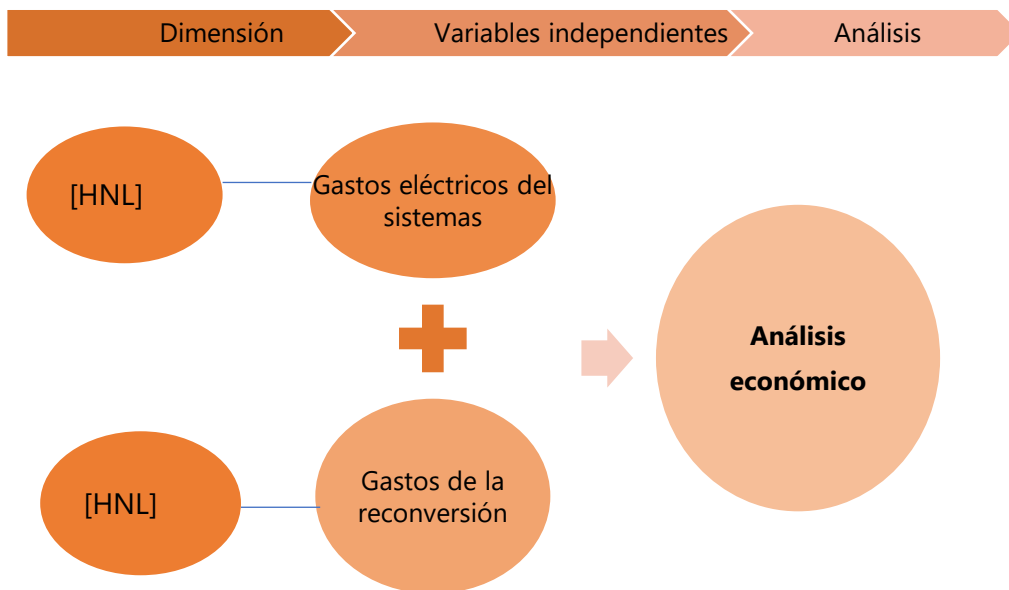 Dimensión
Variables independientes
Análisis
[HNL]
Gastos eléctricos del
sistemas
Análisis
económico
[HNL]
Gastos de la
reconversión